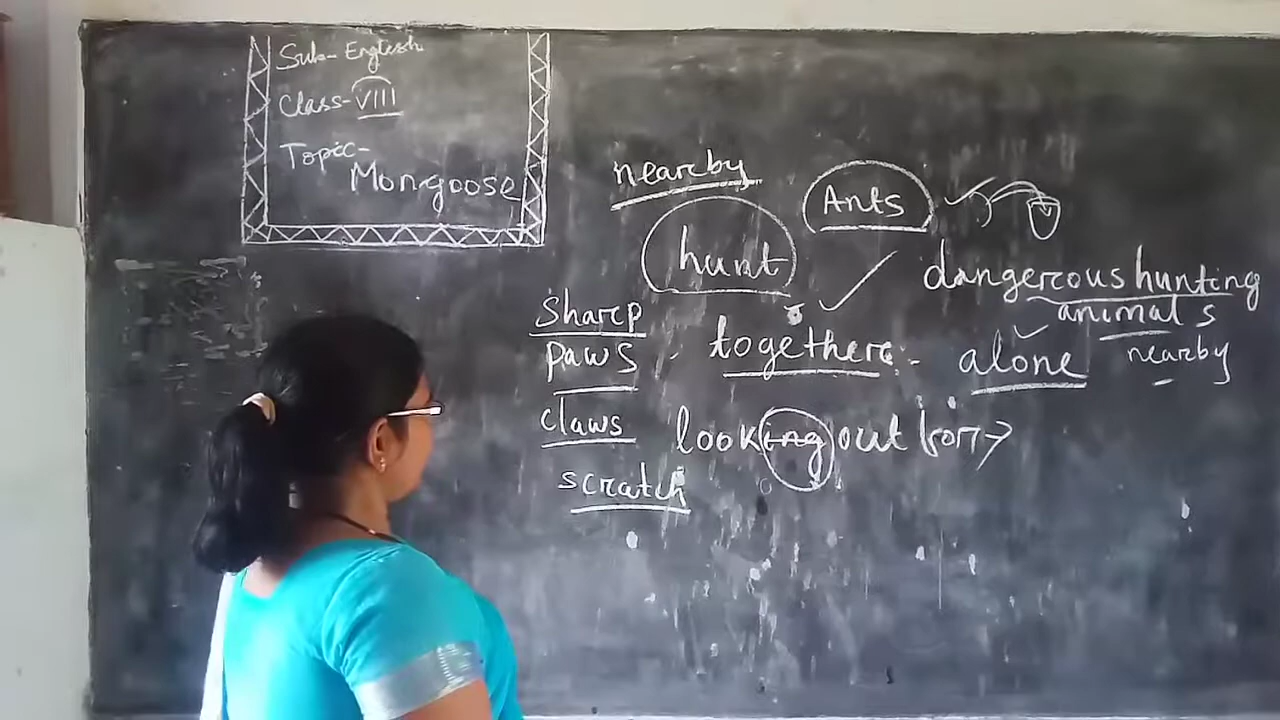 Sub- English
Class- VIII
Topic-
Mongoose
nearby
Ants
hunt
dangerous hunting
animals
nearby
sharp
paws
together
alone
claws
looking out for
scratch